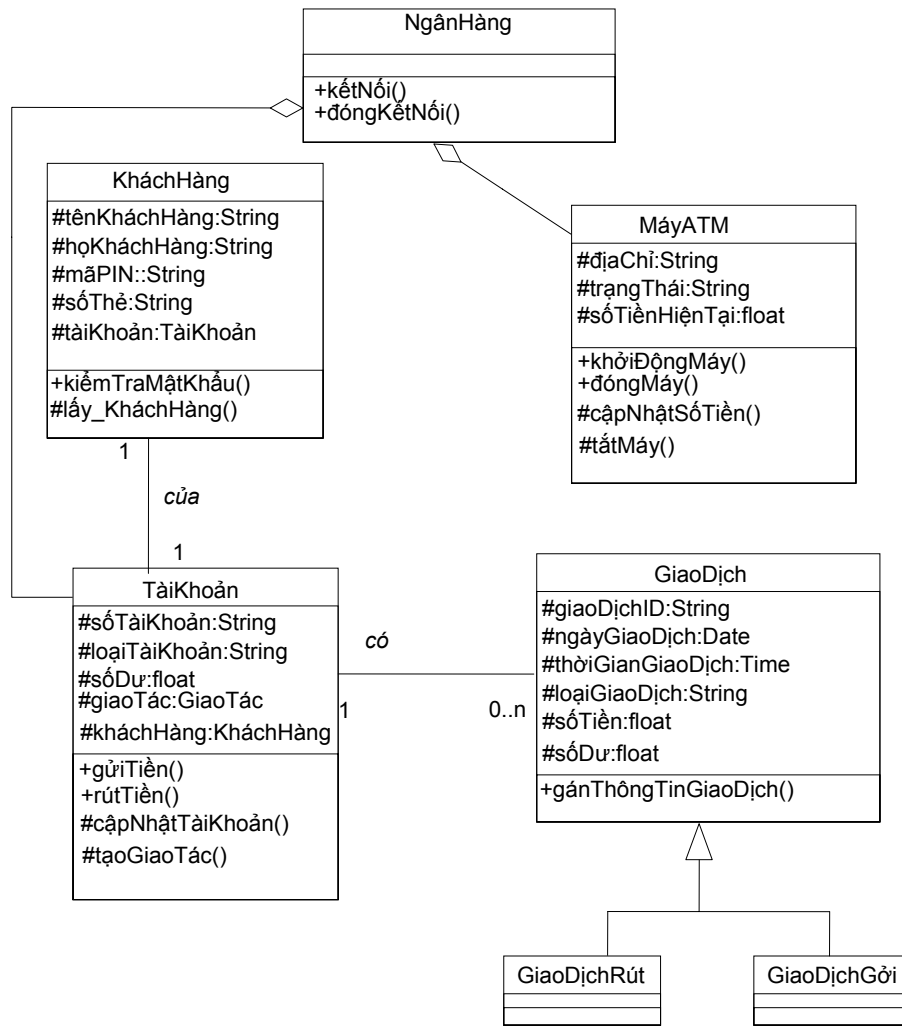 NgânHàng
+kếtNối()
+đóngKếtNối()
KháchHàng
#tênKháchHàng:String
#họKháchHàng:String
#mãPIN::String
#sốThẻ:String
#tàiKhoản:TàiKhoản
+kiểmTraMậtKhẩu()
#lấy_KháchHàng()
MáyATM
#địaChỉ:String
#trạngThái:String
#sốTiềnHiệnTại:float
+khởiĐộngMáy()
+đóngMáy()
#cậpNhậtSốTiền()
#tắtMáy()
1
của
1
TàiKhoản
#sốTàiKhoản:String
#loạiTàiKhoản:String
#sốDư:float
#giaoTác:GiaoTác
#kháchHàng:KháchHàng
+gửiTiền()
+rútTiền()
#cậpNhậtTàiKhoản()
#tạoGiaoTác()
có
1
0..n
GiaoDịch
#giaoDịchID:String
#ngàyGiaoDịch:Date
#thờiGianGiaoDịch:Time
#loạiGiaoDịch:String
#sốTiền:float
#sốDư:float
+gánThôngTinGiaoDịch()
GiaoDịchRút
GiaoDịchGởi